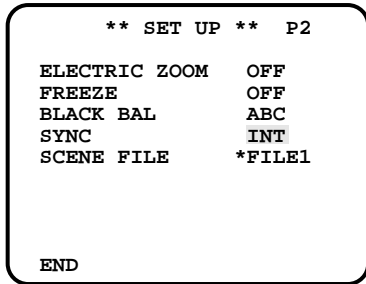 ** SET UP ** P2
ELECTRIC ZOOM OFF
FREEZE OFF
BLACK BAL ABC
SYNC INT
SCENE FILE *FILE1
END